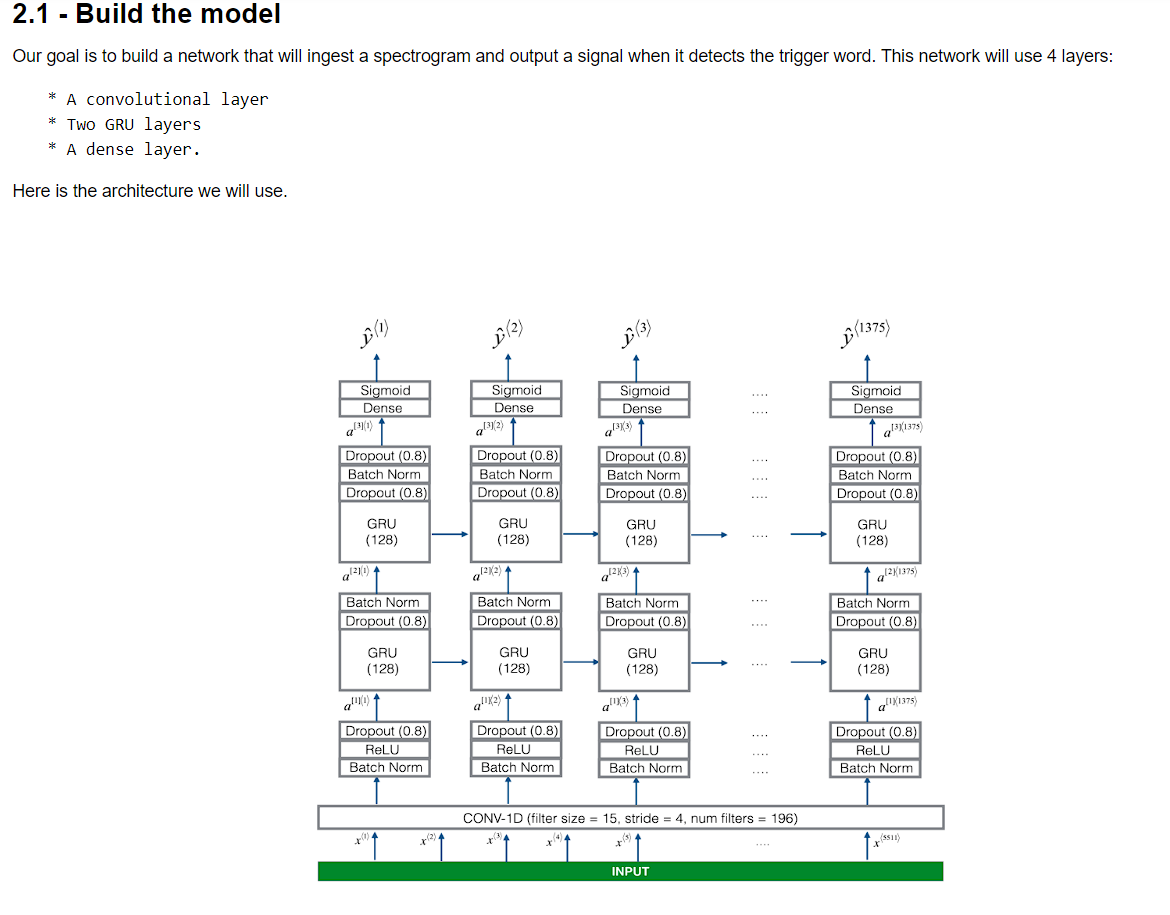 2.1 - Build the model
Our goal is to build a network that will ingest a spectrogram and output a signal when it detects the trigger word. This network will use 4 layers:
* A convolutional layer
* Two GRU layers
* A dense layer.
Here is the architecture we will use.
ŷ⟨1⟩ ŷ⟨2⟩ ŷ⟨3⟩ ŷ⟨1375⟩
Sigmoid Sigmoid Sigmoid .... Sigmoid
Dense Dense Dense .... Dense
a[3]⟨1⟩ a[3]⟨2⟩ a[3]⟨3⟩ a[3]⟨1375⟩
Dropout (0.8) Dropout (0.8) Dropout (0.8) .... Dropout (0.8)
Batch Norm Batch Norm Batch Norm .... Batch Norm
Dropout (0.8) Dropout (0.8) Dropout (0.8) .... Dropout (0.8)
GRU GRU GRU GRU
(128) (128) (128) .... (128)
a[2]⟨1⟩ a[2]⟨2⟩ a[2]⟨3⟩ a[2]⟨1375⟩
Batch Norm Batch Norm Batch Norm .... Batch Norm
Dropout (0.8) Dropout (0.8) Dropout (0.8) .... Dropout (0.8)
GRU GRU GRU GRU
(128) (128) (128) .... (128)
a[1]⟨1⟩ a[1]⟨2⟩ a[1]⟨3⟩ a[1]⟨1375⟩
Dropout (0.8) Dropout (0.8) Dropout (0.8) .... Dropout (0.8)
ReLU ReLU ReLU .... ReLU
Batch Norm Batch Norm Batch Norm .... Batch Norm
CONV-1D (filter size = 15, stride = 4, num filters = 196)
x⟨1⟩ x⟨2⟩ x⟨3⟩ x⟨4⟩ x⟨5⟩ .... x⟨5511⟩
INPUT